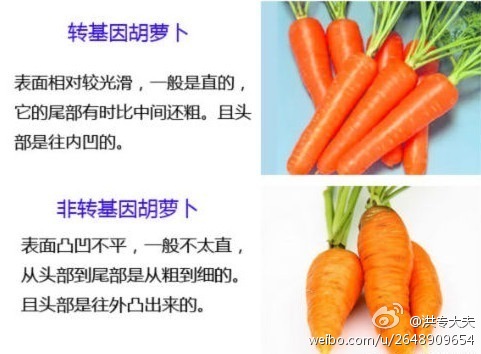 转基因胡萝卜
表面相对较光滑，一般是直的，
它的尾部有时比中间还粗。且头
部是往内凹的。
非转基因胡萝卜
表面凸凹不平，一般不太直，
从头部到尾部是从粗到细的。
且头部是往外凸出来的。
@洪专大夫
weibo.com/u/2648909654